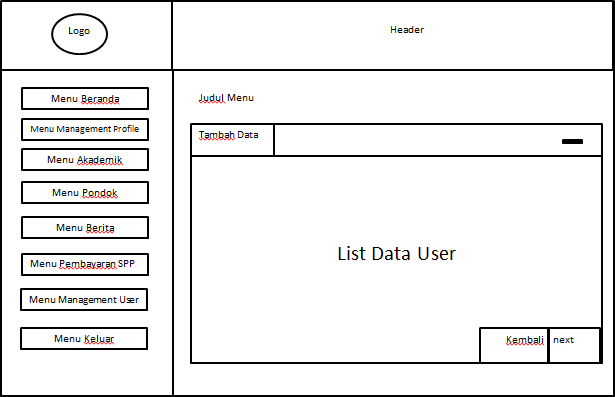 Logo
Header
Menu Beranda
Menu Management Profile
Menu Akademik
Menu Pondok
Menu Berita
Menu Pembayaran SPP
Menu Management User
Menu Keluar
Judul Menu
Tambah Data
List Data User
Kembali
next